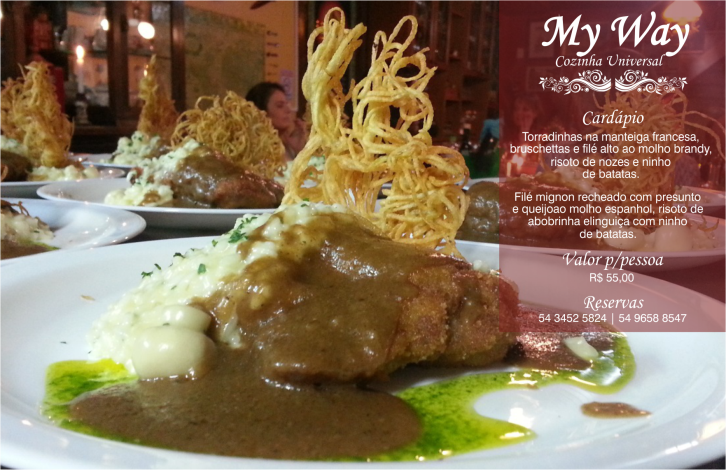 My Way
Cozinha Universal
Cardápio
Torradinhas na manteiga francesa,
bruschettas e filé alto ao molho brandy,
risoto de nozes e ninho
de batatas.
Filé mignon recheado com presunto
e queijoao molho espanhol, risoto de
abobrinha elinguiça com ninho
de batatas.
Valor p/pessoa
R$ 55,00
Reservas
54 3452 5824 | 54 9658 8547